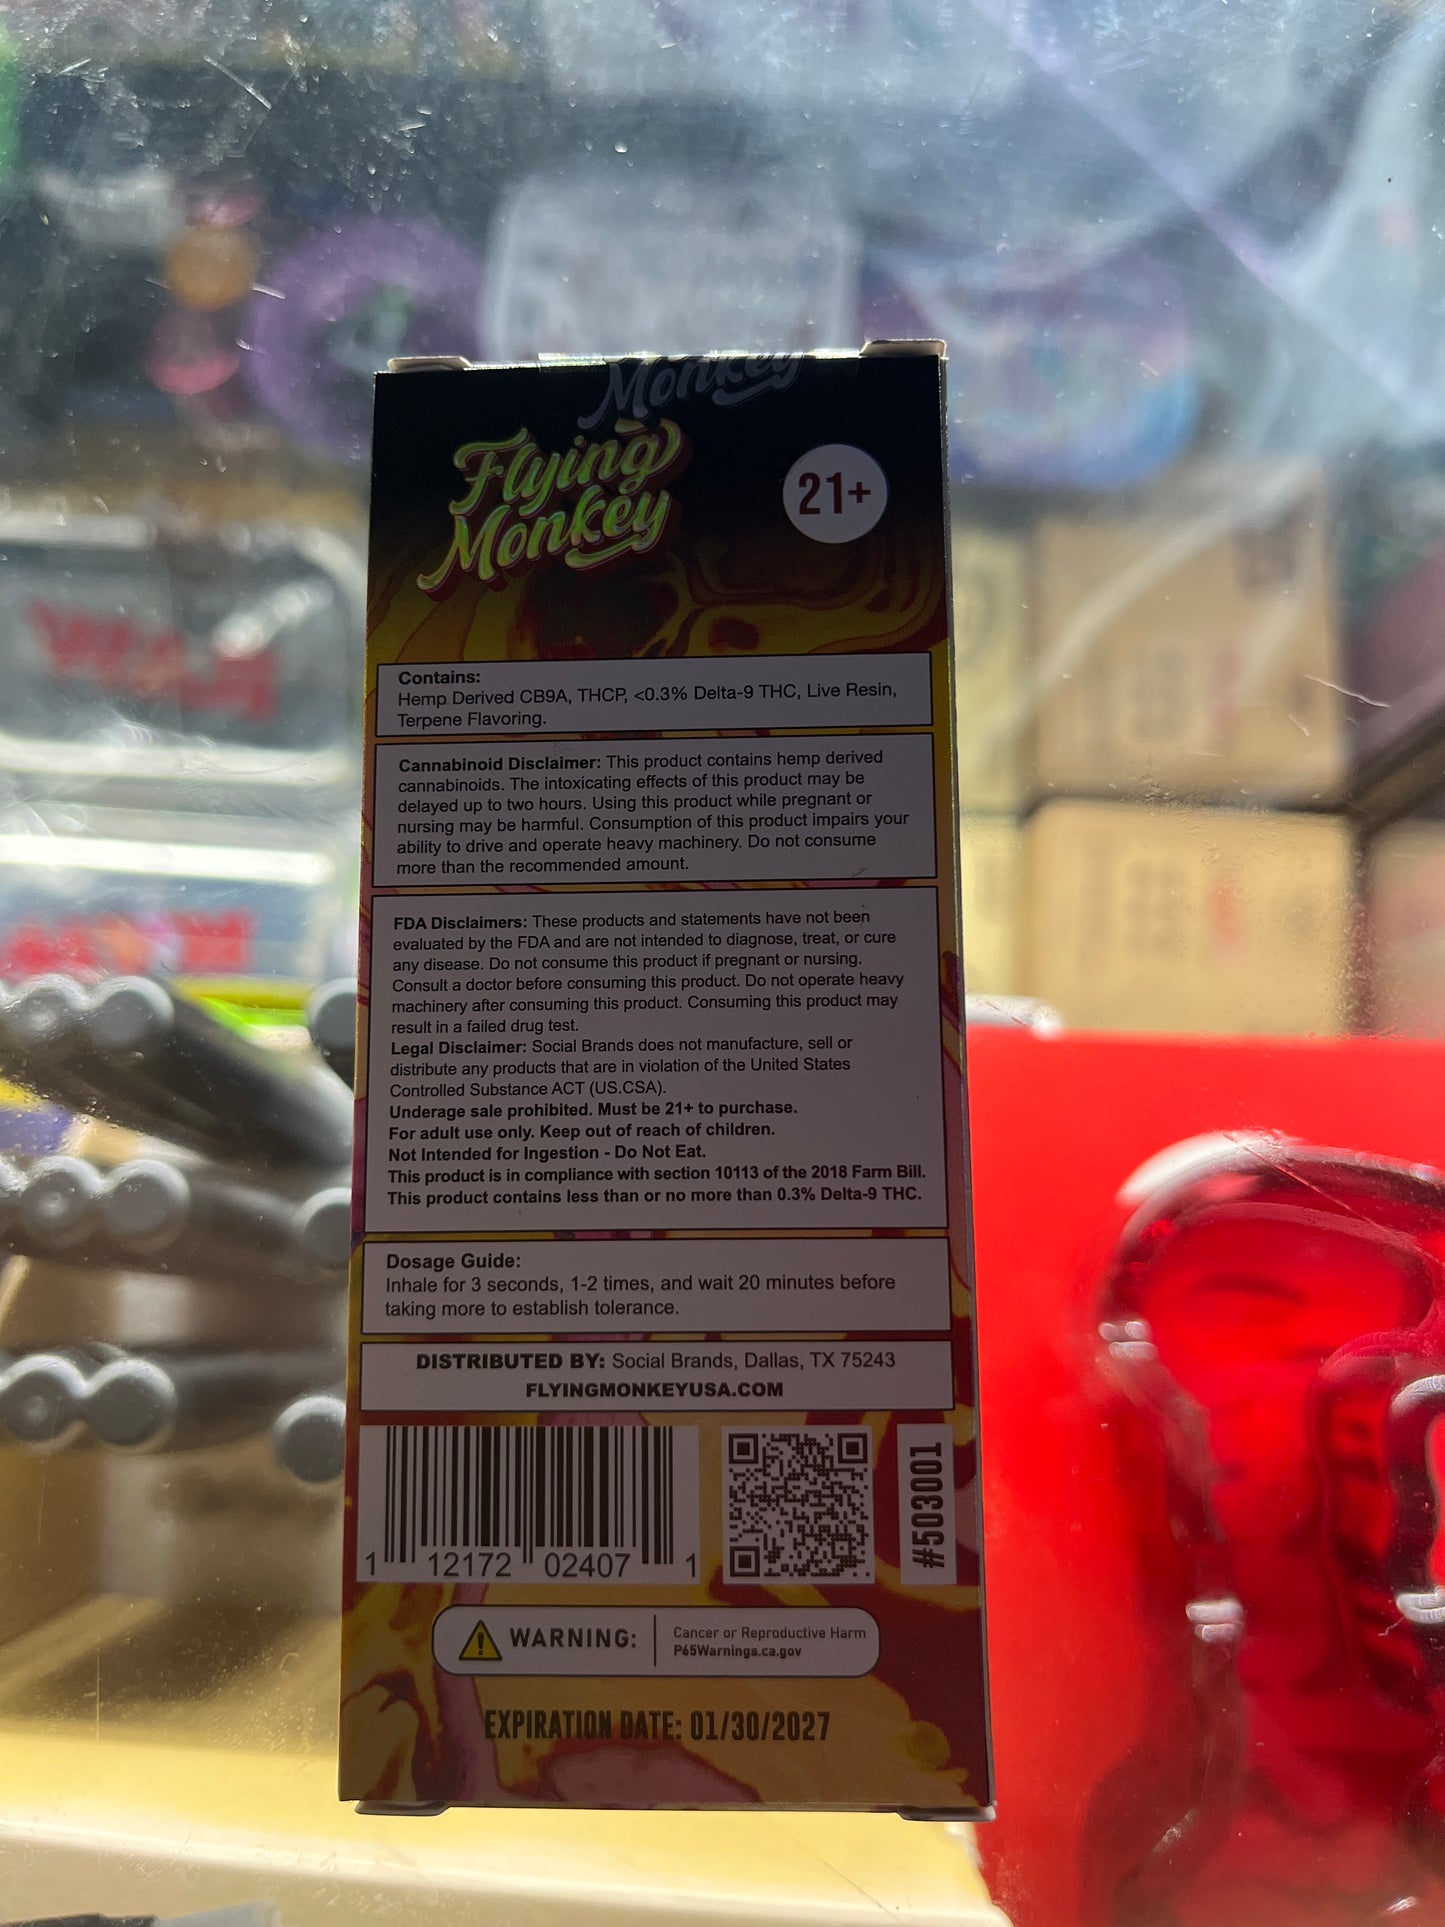 Monkey
Flying
Monkey
21+
Contains:
Hemp Derived CB9A, THCP, <0.3% Delta-9 THC, Live Resin,
Terpene Flavoring.
Cannabinoid Disclaimer: This product contains hemp derived
cannabinoids. The intoxicating effects of this product may be
delayed up to two hours. Using this product while pregnant or
nursing may be harmful. Consumption of this product impairs your
ability to drive and operate heavy machinery. Do not consume
more than the recommended amount.
FDA Disclaimers: These products and statements have not been
evaluated by the FDA and are not intended to diagnose, treat, or cure
any disease. Do not consume this product if pregnant or nursing.
Consult a doctor before consuming this product. Do not operate heavy
machinery after consuming this product. Consuming this product may
result in a failed drug test.
Legal Disclaimer: Social Brands does not manufacture, sell or
distribute any products that are in violation of the United States
Controlled Substance ACT (US.CSA).
Underage sale prohibited. Must be 21+ to purchase.
For adult use only. Keep out of reach of children.
Not Intended for Ingestion - Do Not Eat.
This product is in compliance with section 10113 of the 2018 Farm Bill.
This product contains less than or no more than 0.3% Delta-9 THC.
Dosage Guide:
Inhale for 3 seconds, 1-2 times, and wait 20 minutes before
taking more to establish tolerance.
DISTRIBUTED BY: Social Brands, Dallas, TX 75243
FLYINGMONKEYUSA.COM
1 12172 02407 1
#503001
WARNING:
Cancer or Reproductive Harm
P65Warnings.ca.gov
EXPIRATION DATE: 01/30/2027